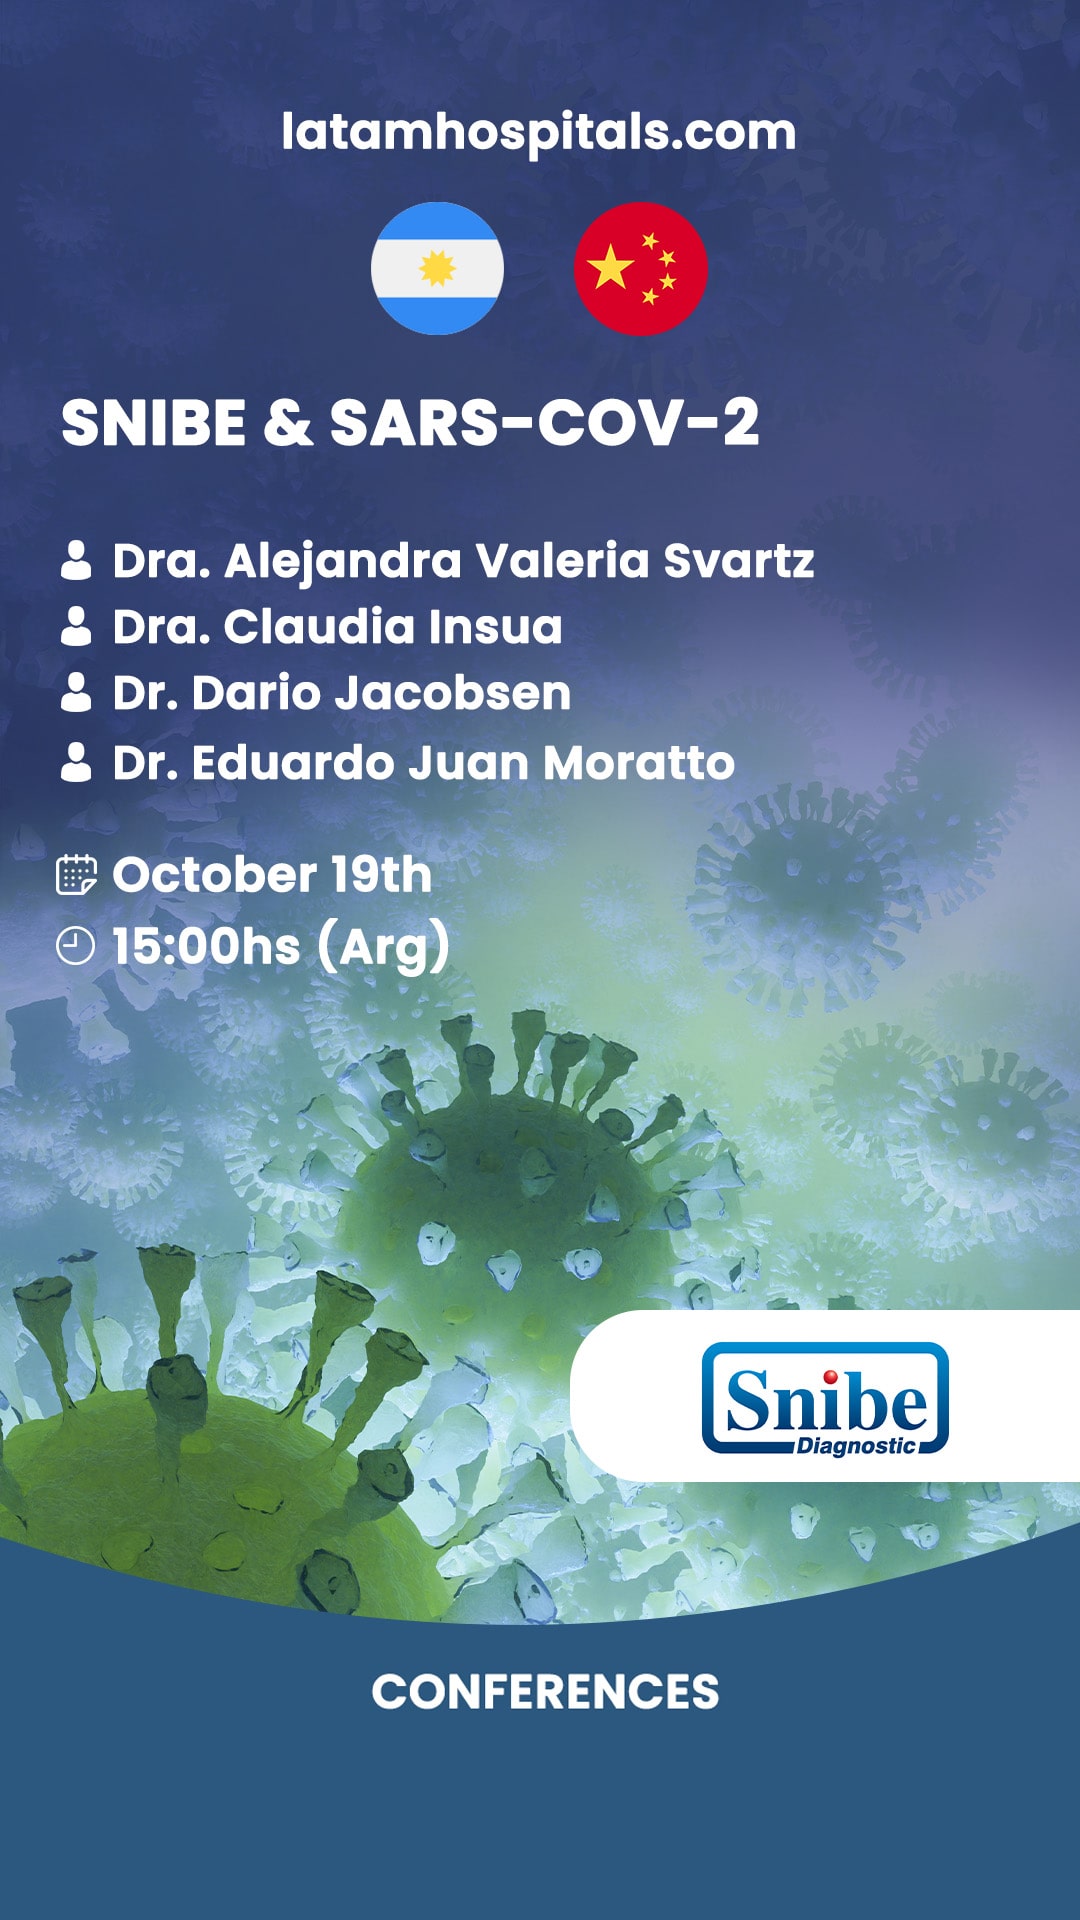 latamhospitals.com
SNIBE & SARS-COV-2
Dra. Alejandra Valeria Svartz
Dra. Claudia Insua
Dr. Dario Jacobsen
Dr. Eduardo Juan Moratto
October 19th
15:00hs (Arg)
Snibe
Diagnostic
CONFERENCES